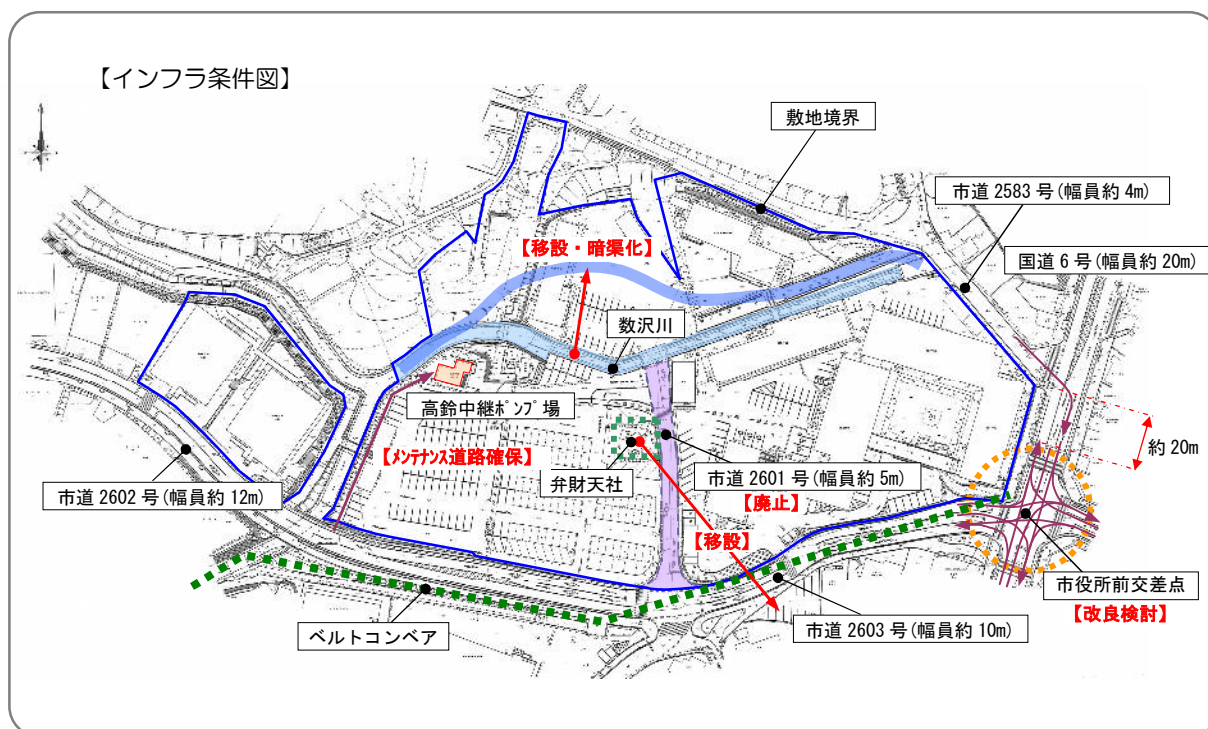 【インフラ条件図】
敷地境界
市道 2583 号(幅員約 4m)
国道 6 号(幅員約 20m)
【移設・暗渠化】
数沢川
高鈴中継ポンプ場
【メンテナンス道路確保】
弁財天社
市道 2601 号(幅員約 5m)
【廃止】
約 20m
市道 2602 号(幅員約 12m)
【移設】
市役所前交差点
【改良検討】
ベルトコンベア
市道 2603 号(幅員約 10m)